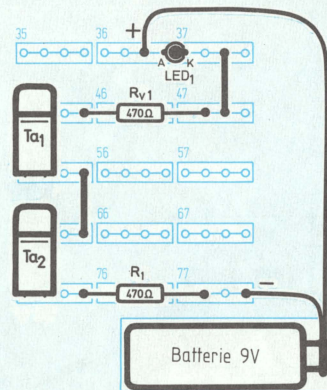 35 36 + 37
A K
LED1
46 Rv1 47
470Ω
Ta1
56 57
66 67
Ta2
76 R1 77
470Ω −
Batterie 9V